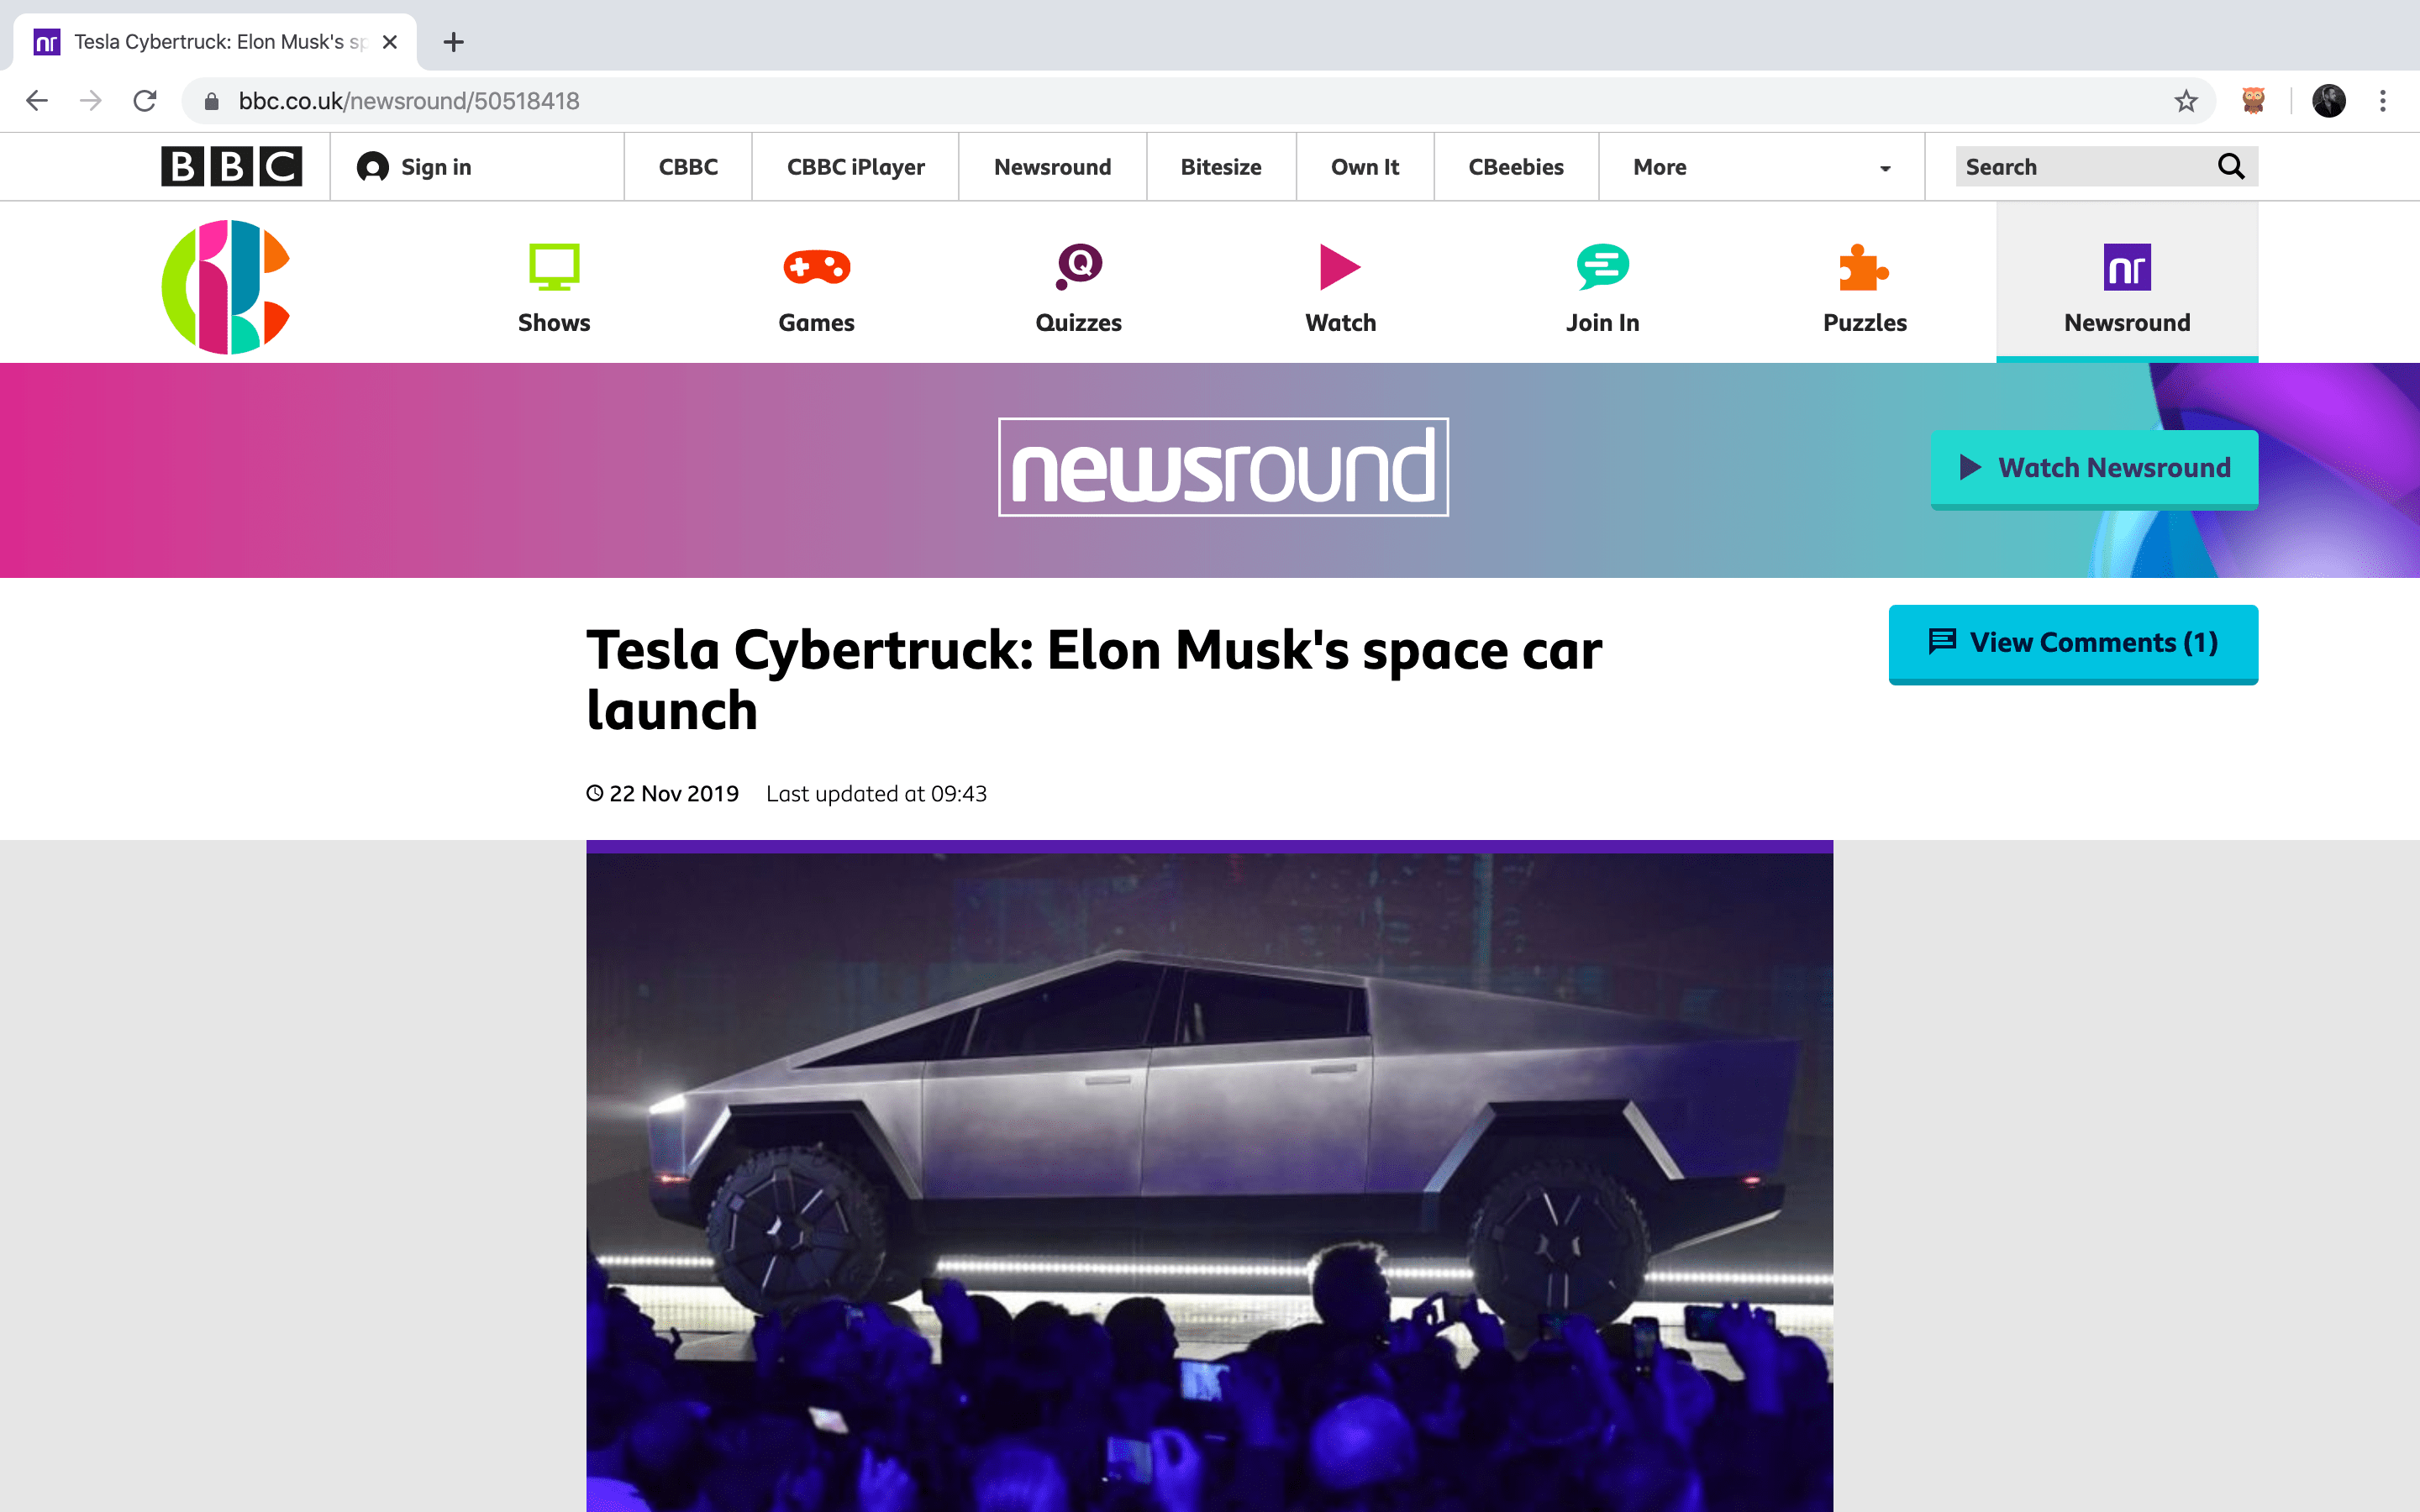 nr Tesla Cybertruck: Elon Musk's sp
bbc.co.uk/newsround/50518418
BBC Sign in CBBC CBBC iPlayer Newsround Bitesize Own It CBeebies More Search
Shows Games Q Quizzes Watch Join In Puzzles nr Newsround
newsround
Watch Newsround
Tesla Cybertruck: Elon Musk's space car
launch
View Comments (1)
22 Nov 2019 Last updated at 09:43